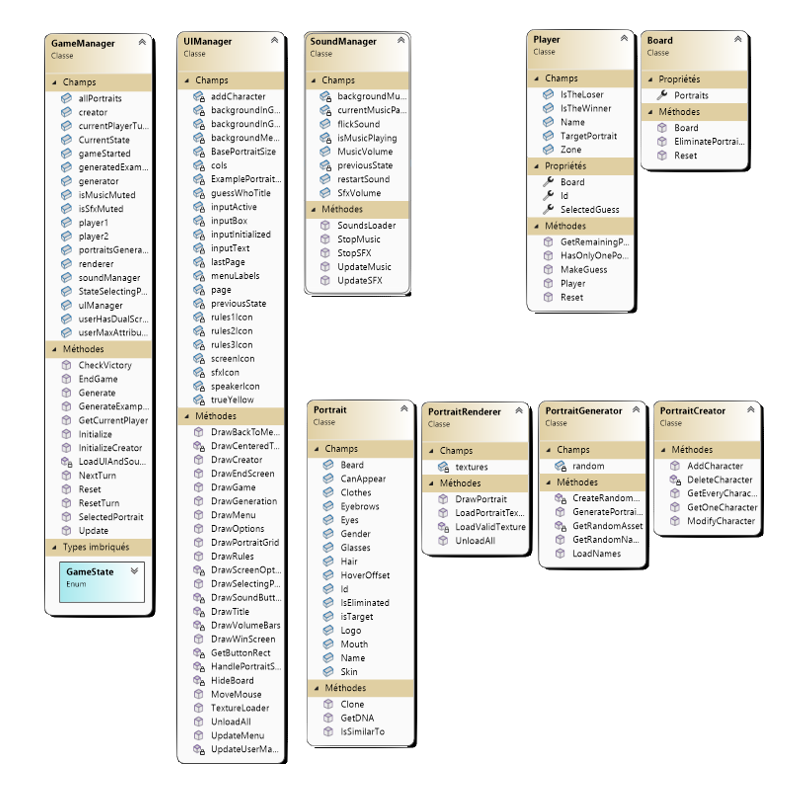 GameManager
Classe
Champs
allPortraits
creator
currentPlayerTu...
CurrentState
gameStarted
generatedExam...
generator
isMusicMuted
isSfxMuted
player1
player2
portraitsGenera...
renderer
soundManager
StateSelectingP...
uIManager
userHasDualScr...
userMaxAttribu...
Méthodes
CheckVictory
EndGame
Generate
GenerateExamp...
GetCurrentPlayer
Initialize
InitializeCreator
LoadUIAndSou...
NextTurn
Reset
ResetTurn
SelectedPortrait
Update
Types imbriqués
GameState
Enum
UIManager
Classe
Champs
addCharacter
backgroundInG...
backgroundInG...
backgroundMe...
BasePortraitSize
cols
ExamplePortrait...
guessWhoTitle
inputActive
inputBox
inputInitialized
inputText
lastPage
menuLabels
page
previousState
rules1Icon
rules2Icon
rules3Icon
screenIcon
sfxIcon
speakerIcon
trueYellow
Méthodes
DrawBackToMe...
DrawCenteredT...
DrawCreator
DrawEndScreen
DrawGame
DrawGeneration
DrawMenu
DrawOptions
DrawPortraitGrid
DrawRules
DrawScreenOpt...
DrawSelectingP...
DrawSoundButt...
DrawTitle
DrawVolumeBars
DrawWinScreen
GetButtonRect
HandlePortraitS...
HideBoard
MoveMouse
TextureLoader
UnloadAll
UpdateMenu
UpdateUserMa...
SoundManager
Classe
Champs
backgroundMu...
currentMusicPa...
flickSound
isMusicPlaying
MusicVolume
previousState
restartSound
SfxVolume
Méthodes
SoundsLoader
StopMusic
StopSFX
UpdateMusic
UpdateSFX
Player
Classe
Champs
IsTheLoser
IsTheWinner
Name
TargetPortrait
Zone
Propriétés
Board
Id
SelectedGuess
Méthodes
GetRemainingP...
HasOnlyOnePo...
MakeGuess
Player
Reset
Board
Classe
Propriétés
Portraits
Méthodes
Board
EliminatePortrai...
Reset
Portrait
Classe
Champs
Beard
CanAppear
Clothes
Eyebrows
Eyes
Gender
Glasses
Hair
HoverOffset
Id
IsEliminated
isTarget
Logo
Mouth
Name
Skin
Méthodes
Clone
GetDNA
IsSimilarTo
PortraitRenderer
Classe
Champs
textures
Méthodes
DrawPortrait
LoadPortraitTex...
LoadValidTexture
UnloadAll
PortraitGenerator
Classe
Champs
random
Méthodes
CreateRandom...
GeneratePortrai...
GetRandomAsset
GetRandomNa...
LoadNames
PortraitCreator
Classe
Méthodes
AddCharacter
DeleteCharacter
GetEveryCharac...
GetOneCharacter
ModifyCharacter